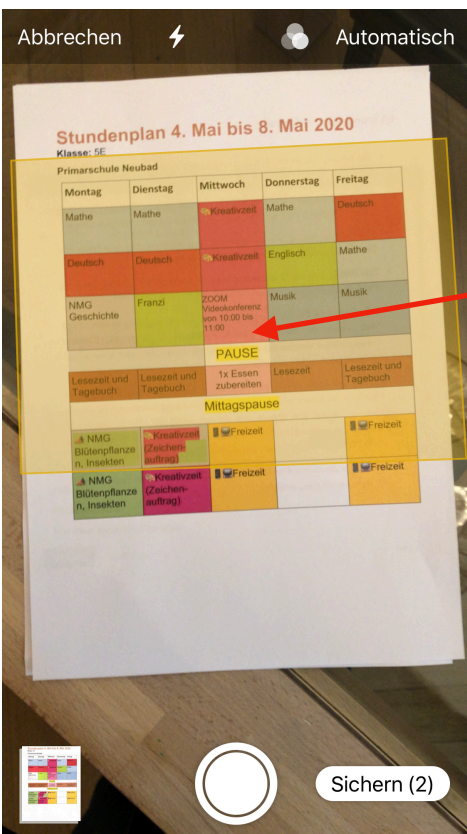 Abbrechen
Automatisch
Stundenplan 4. Mai bis 8. Mai 2020
Klasse: 5E
Primarschule Neubad
Montag Dienstag Mittwoch Donnerstag Freitag
Mathe Mathe Kreativzeit Mathe Deutsch
Deutsch Deutsch Kreativzeit Englisch Mathe
NMG Franzi ZOOM Musik Musik
Geschichte Videokonferenz
von 10:00 bis
11:00
PAUSE
Lesezeit und Lesezeit und 1x Essen Lesezeit Lesezeit und
Tagebuch Tagebuch zubereiten Tagebuch
Mittagspause
NMG Kreativzeit Freizeit Freizeit
Blütenpflanze (Zeichen-
n, Insekten auftrag)
NMG Kreativzeit Freizeit Freizeit
Blütenpflanze (Zeichen-
n, Insekten auftrag)
Sichern (2)